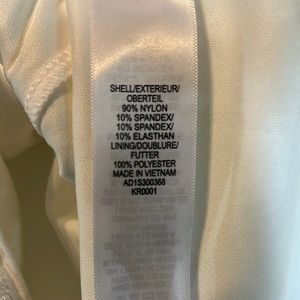 SHELL/EXTERIEUR/
OBERTEIL
90% NYLON
10% SPANDEX/
10% SPANDEX/
10% ELASTHAN
LINING/DOUBLURE/
FUTTER
100% POLYESTER
MADE IN VIETNAM
AD1S300368
KR0001